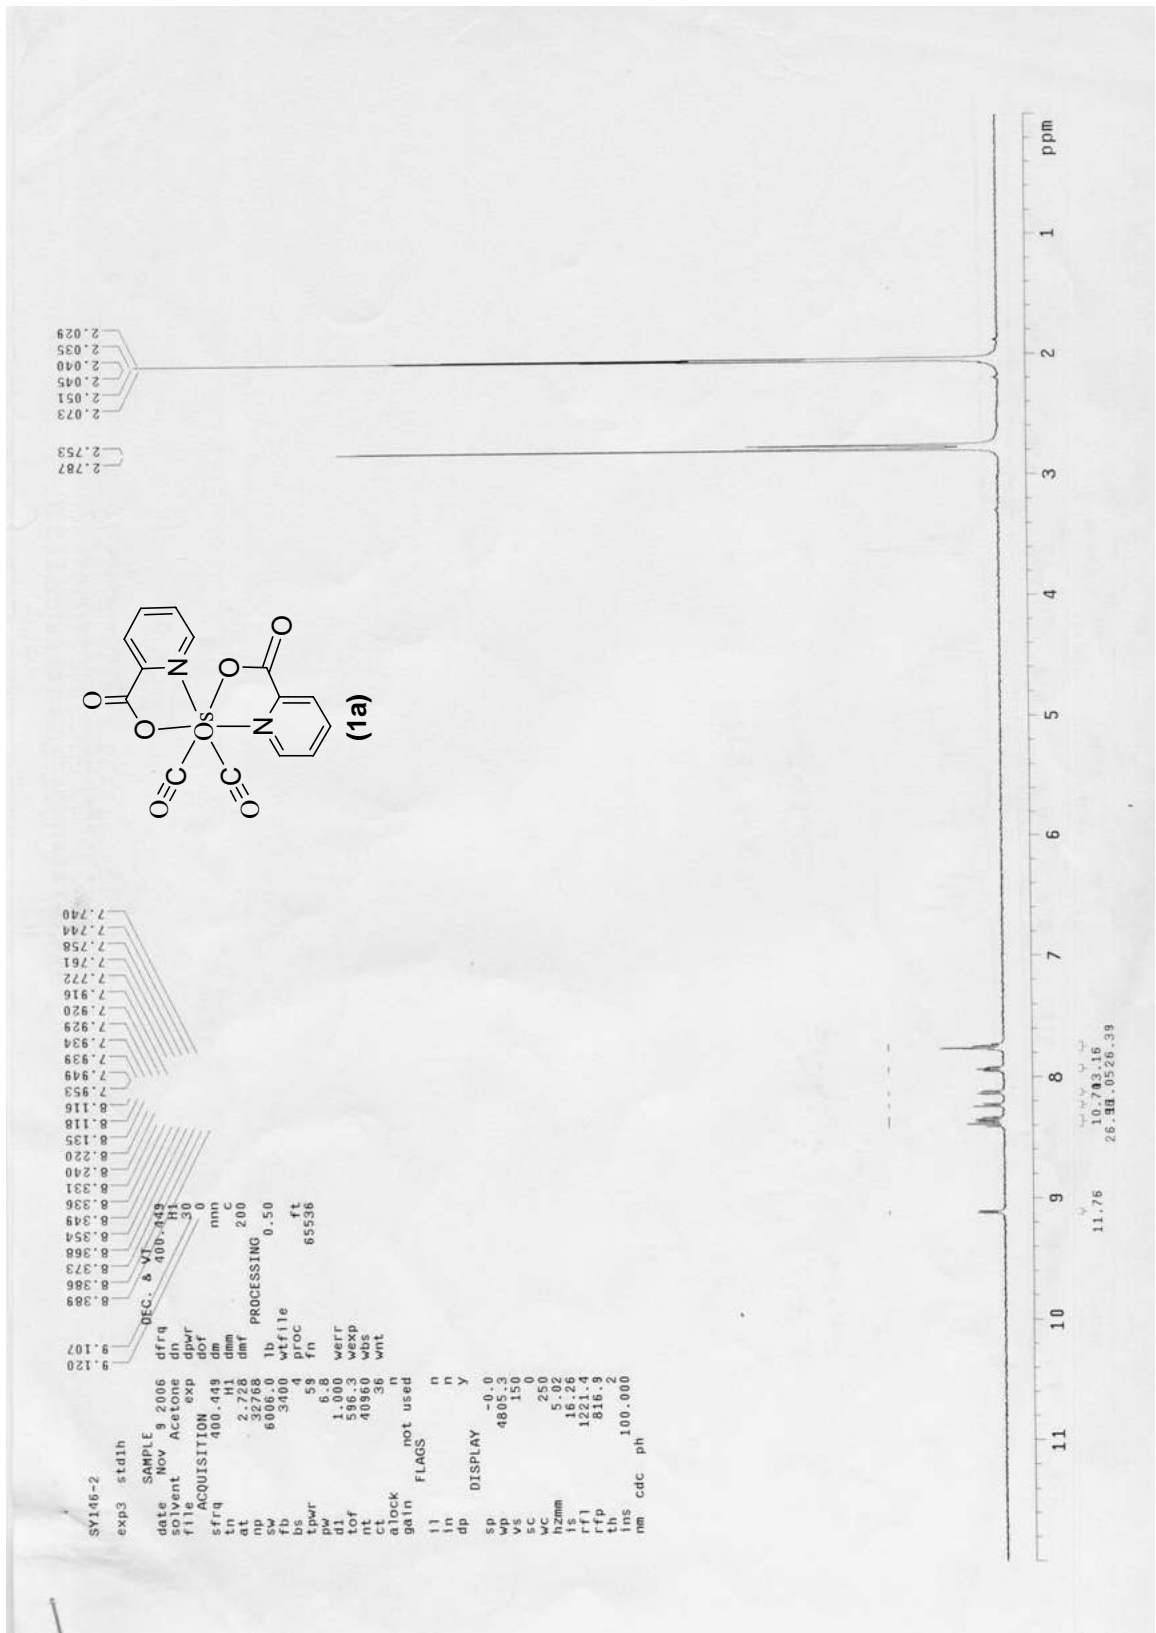 SY146-2
exp3 std1h
SAMPLE
date Nov 9 2006
solvent Acetone
file exp
ACQUISITION
sfrq 400.449
tn H1
at 2.728
np 32768
sw 6006.0
fb 3400
bs 4
tpwr 59
pw 6.8
d1 1.000
tof 596.3
nt 40960
ct 36
alock n
gain not used
FLAGS
il n
in n
dp y
DISPLAY
sp -0.0
wp 4805.3
vs 150
sc 0
wc 250
hzmm 5.02
is 16.26
rfl 1221.4
rfp 816.9
th 2
ins 100.000
nm cdc ph
DEC. & VT
dfrq 400.449
dn H1
dpwr 30
dof 0
dm nnn
dmm c
dmf 200
PROCESSING
lb 0.50
wtfile
proc ft
fn 65536
werr
wexp
wbs
wnt
9.120
9.107
8.389
8.386
8.373
8.368
8.354
8.349
8.336
8.331
8.240
8.220
8.135
8.118
8.116
7.953
7.949
7.939
7.934
7.929
7.920
7.916
7.772
7.761
7.758
7.744
7.740
2.787
2.753
2.073
2.051
2.045
2.040
2.035
2.029
O O N
O≡C O
Os
O≡C N O
(1a)
11 10 9 8 7 6 5 4 3 2 1 ppm
11.76 10.70 13.16
26.39